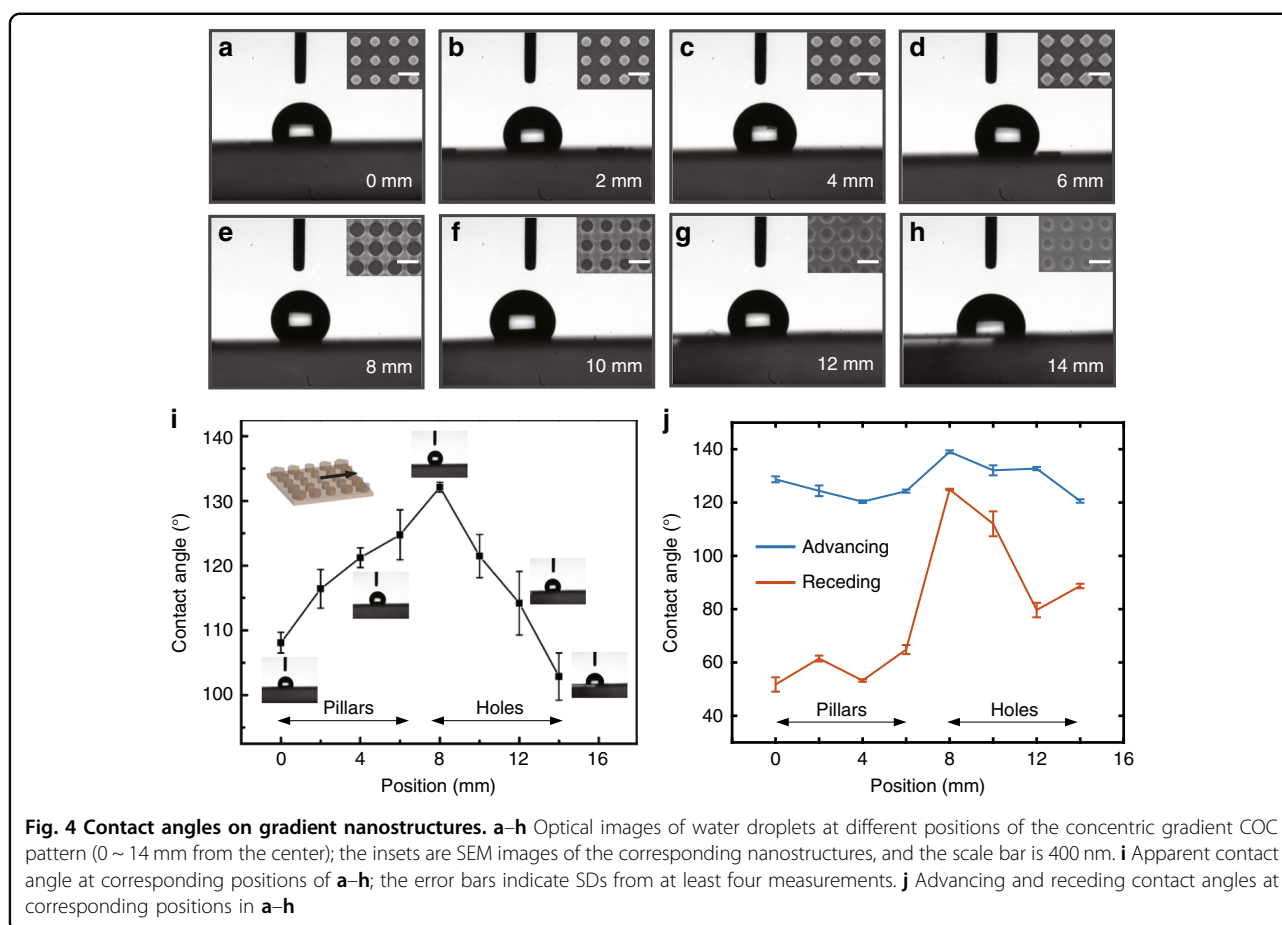 a
b
c
d
0 mm
2 mm
4 mm
6 mm
e
f
g
h
8 mm
10 mm
12 mm
14 mm
i
140
130
120
110
100
Contact angle (°)
Pillars
Holes
0
4
8
12
16
Position (mm)
j
140
120
100
80
60
40
Contact angle (°)
Advancing
Receding
Pillars
Holes
0
2
4
6
8
10
12
14
16
Position (mm)
Fig. 4 Contact angles on gradient nanostructures. a–h Optical images of water droplets at different positions of the concentric gradient COC
pattern (0 ~ 14 mm from the center); the insets are SEM images of the corresponding nanostructures, and the scale bar is 400 nm. i Apparent contact
angle at corresponding positions of a–h; the error bars indicate SDs from at least four measurements. j Advancing and receding contact angles at
corresponding positions in a–h